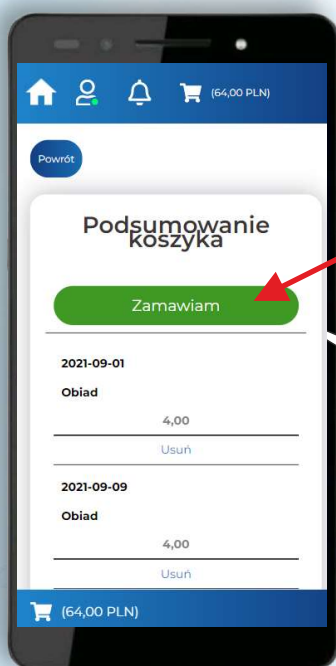 (64,00 PLN)
Powrót
Podsumowanie
koszyka
Zamawiam
2021-09-01
Obiad
4,00
Usuń
2021-09-09
Obiad
4,00
Usuń
(64,00 PLN)